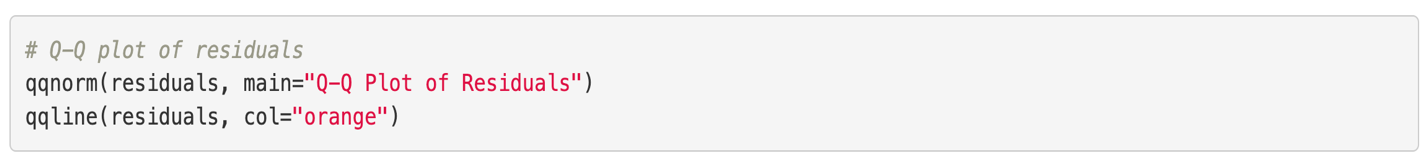 # Q-Q plot of residuals
qqnorm(residuals, main="Q-Q Plot of Residuals")
qqline(residuals, col="orange")